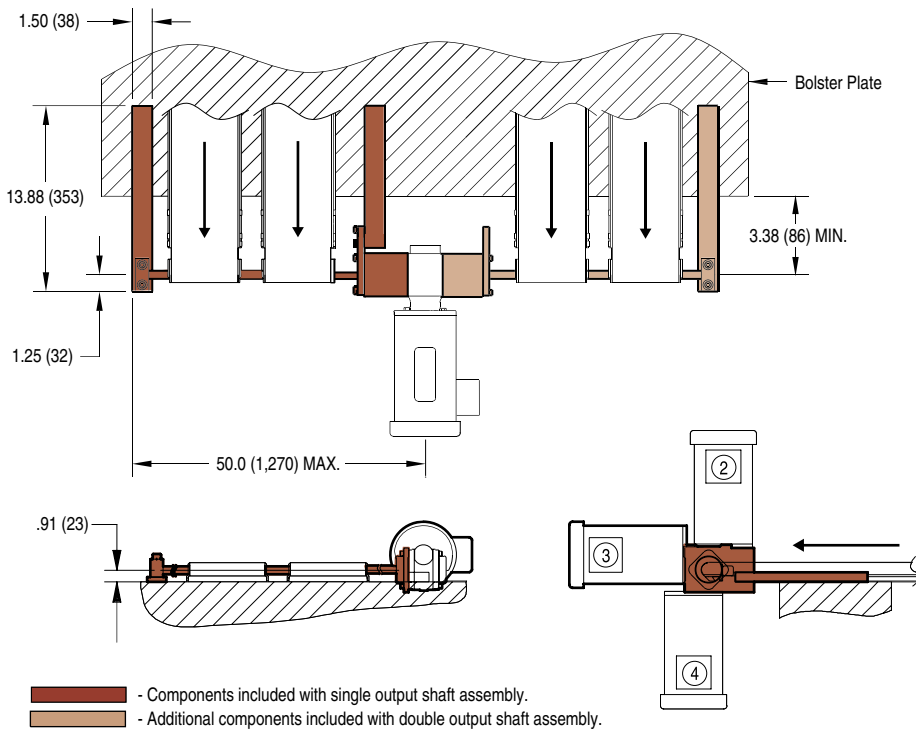 1.50 (38)
Bolster Plate
13.88 (353)
3.38 (86) MIN.
1.25 (32)
50.0 (1,270) MAX.
.91 (23)
2
3
4
- Components included with single output shaft assembly.
- Additional components included with double output shaft assembly.